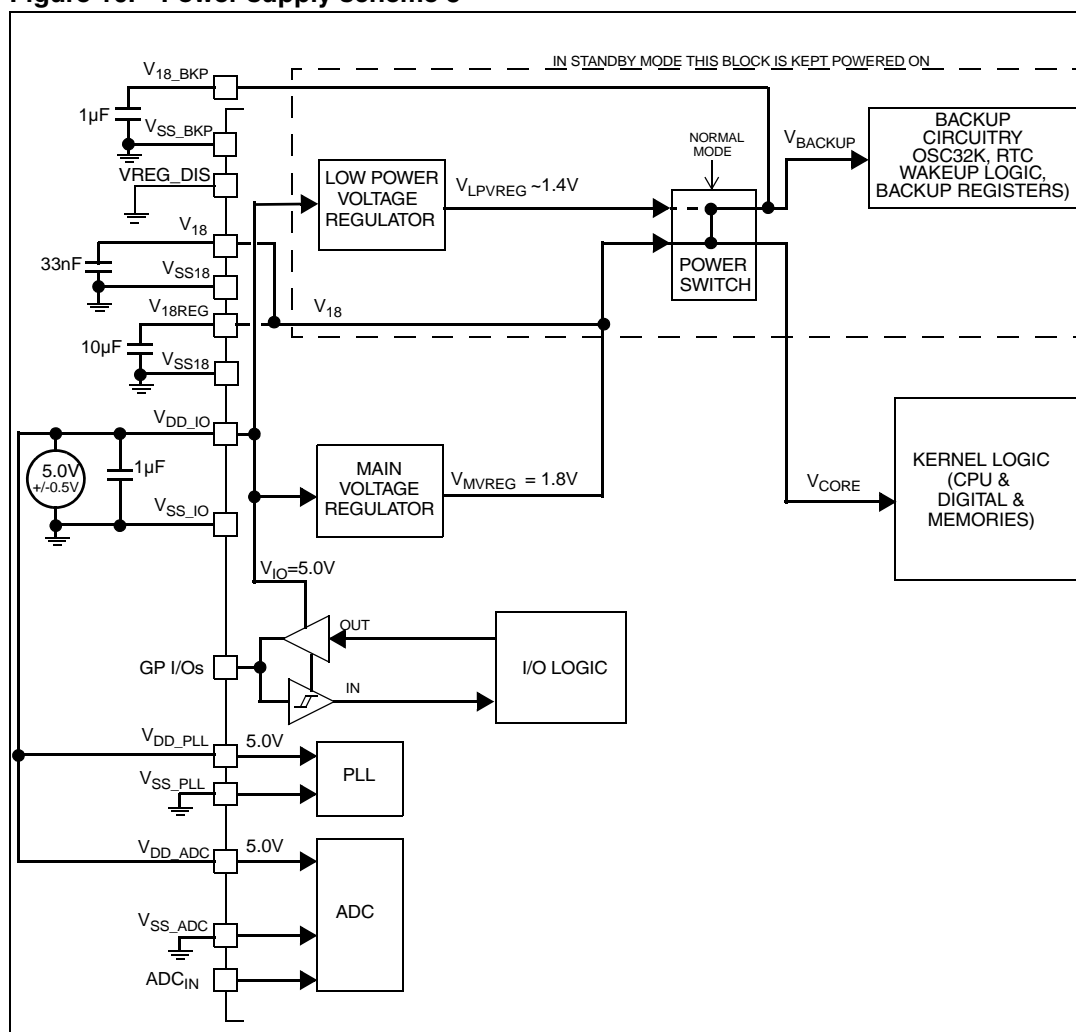 Figure 16. Power supply scheme 3
IN STANDBY MODE THIS BLOCK IS KEPT POWERED ON
V18_BKP
1µF
VSS_BKP
VREG_DIS
V18
33nF
VSS18
V18REG
10µF
VSS18
LOW POWER
VOLTAGE
REGULATOR
VLPVREG ~1.4V
NORMAL
MODE
POWER
SWITCH
VBACKUP
BACKUP
CIRCUITRY
OSC32K, RTC
WAKEUP LOGIC,
BACKUP REGISTERS)
V18
VDD_IO
5.0V
+/-0.5V
1µF
VSS_IO
MAIN
VOLTAGE
REGULATOR
VMVREG = 1.8V
VCORE
KERNEL LOGIC
(CPU &
DIGITAL &
MEMORIES)
VIO=5.0V
OUT
GP I/Os
IN
I/O LOGIC
VDD_PLL
5.0V
VSS_PLL
PLL
VDD_ADC
5.0V
VSS_ADC
ADC
ADCIN